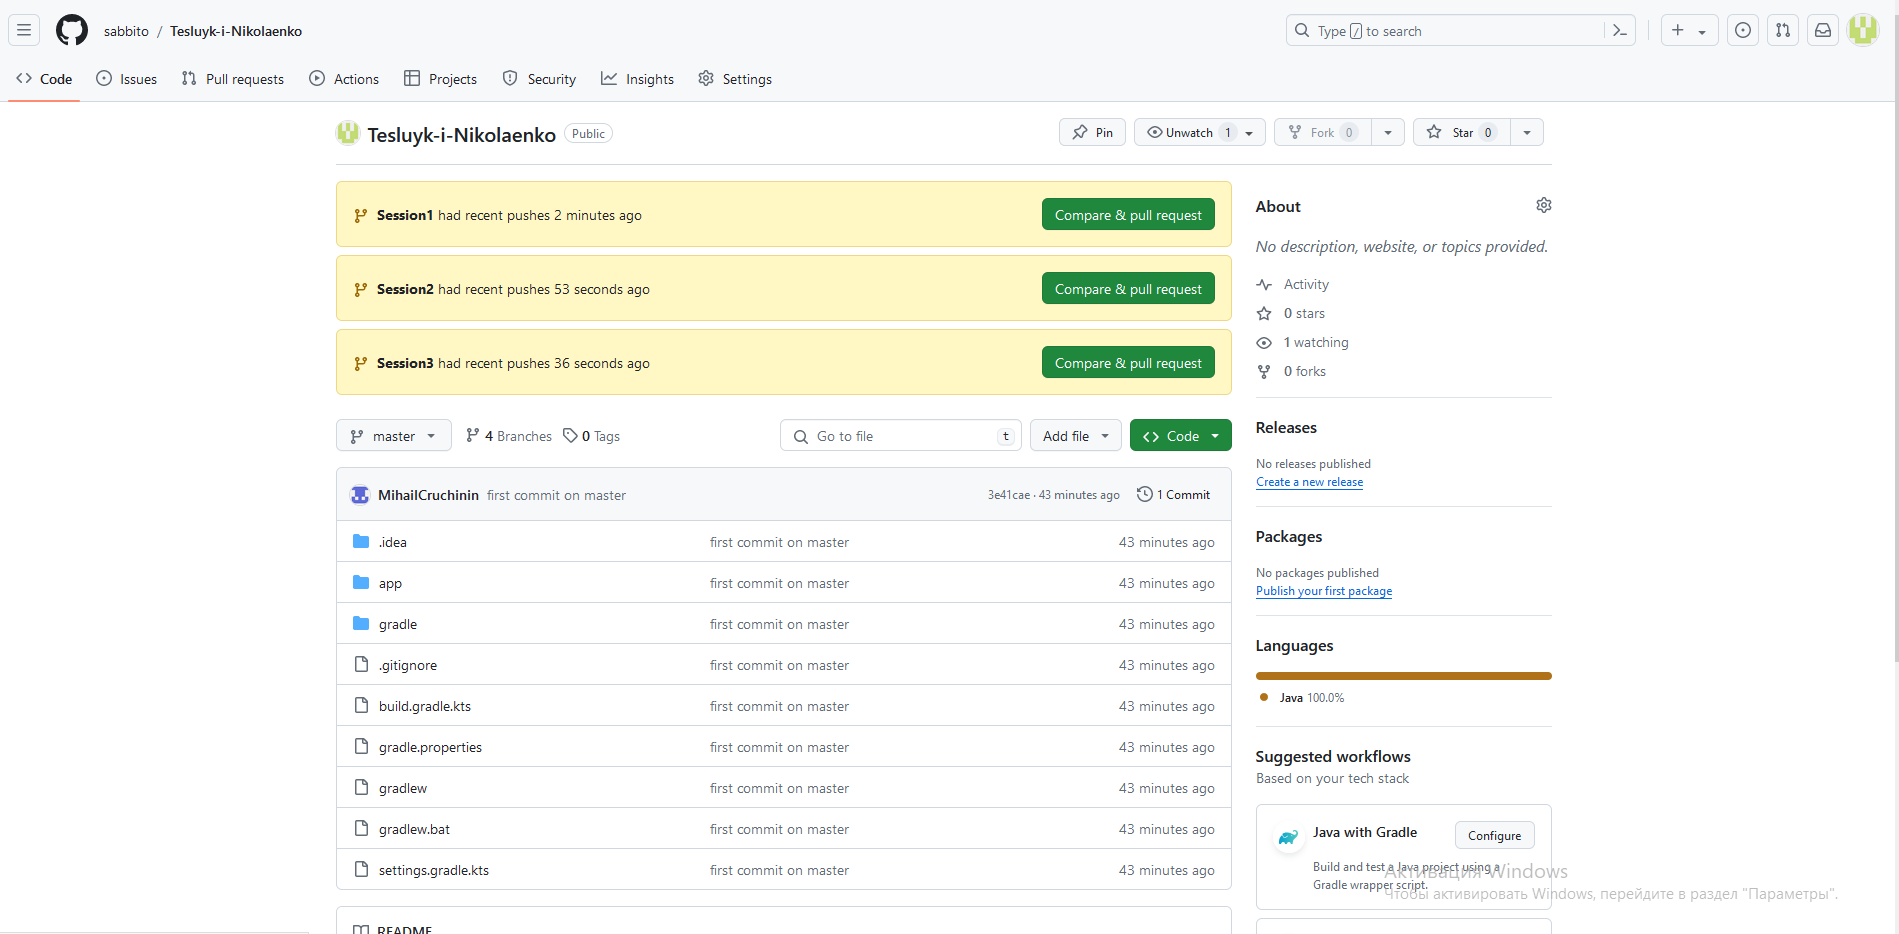 sabbito / Tesluyk-i-Nikolaenko
Type / to search
Code Issues Pull requests Actions Projects Security Insights Settings
Tesluyk-i-Nikolaenko Public
Pin Unwatch 1 Fork 0 Star 0
Session1 had recent pushes 2 minutes ago Compare & pull request
Session2 had recent pushes 53 seconds ago Compare & pull request
Session3 had recent pushes 36 seconds ago Compare & pull request
master 4 Branches 0 Tags Go to file t Add file Code
MihailCruchinin first commit on master 3e41cae · 43 minutes ago 1 Commit
.idea first commit on master 43 minutes ago
app first commit on master 43 minutes ago
gradle first commit on master 43 minutes ago
.gitignore first commit on master 43 minutes ago
build.gradle.kts first commit on master 43 minutes ago
gradle.properties first commit on master 43 minutes ago
gradlew first commit on master 43 minutes ago
gradlew.bat first commit on master 43 minutes ago
settings.gradle.kts first commit on master 43 minutes ago
README
About
No description, website, or topics provided.
Activity
0 stars
1 watching
0 forks
Releases
No releases published
Create a new release
Packages
No packages published
Publish your first package
Languages
Java 100.0%
Suggested workflows
Based on your tech stack
Java with Gradle Configure
Build and test a Java project using a
Gradle wrapper script.
Активация Windows
Чтобы активировать Windows, перейдите в раздел "Параметры".